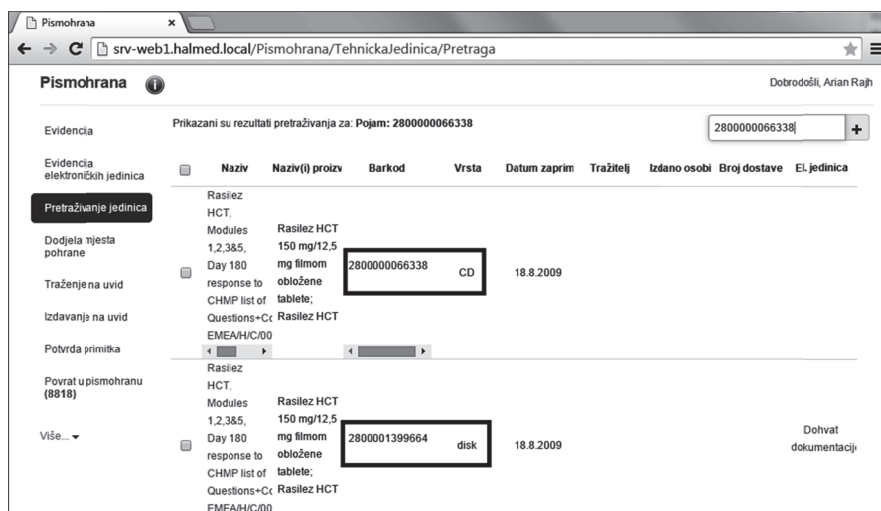 Pismohrana
srv-web1.halmed.local/Pismohrana/TehnickaJedinica/Pretraga
Pismohrana
Dobrodošli, Arian Rajh
Evidencija
Evidencija
elektroničkih jedinica
Pretraživanje jedinica
Dodjela mjesta
pohrane
Traženje na uvid
Izdavanje na uvid
Potvrda primitka
Povrat u pismohranu
(8818)
Više...
Prikazani su rezultati pretraživanja za: Pojam: 2800000066338
2800000066338 +
Naziv Naziv(i) proizv Barkod Vrsta Datum zaprim Tražitelj Izdano osobi Broj dostave El. jedinica
Rasilez
HCT,
Modules
1,2,3&5,
Day 180
response to
CHMP list of
Questions+Cc
EMEA/H/C/00
Rasilez HCT
150 mg/12,5
mg filmom
obložene
tablete;
Rasilez HCT
2800000066338 CD 18.8.2009
Rasilez
HCT,
Modules
1,2,3&5,
Day 180
response to
CHMP list of
Questions+Cc
EMEA/H/C/00
Rasilez HCT
150 mg/12,5
mg filmom
obložene
tablete;
Rasilez HCT
2800001399664 disk 18.8.2009
Dohvat
dokumentacije